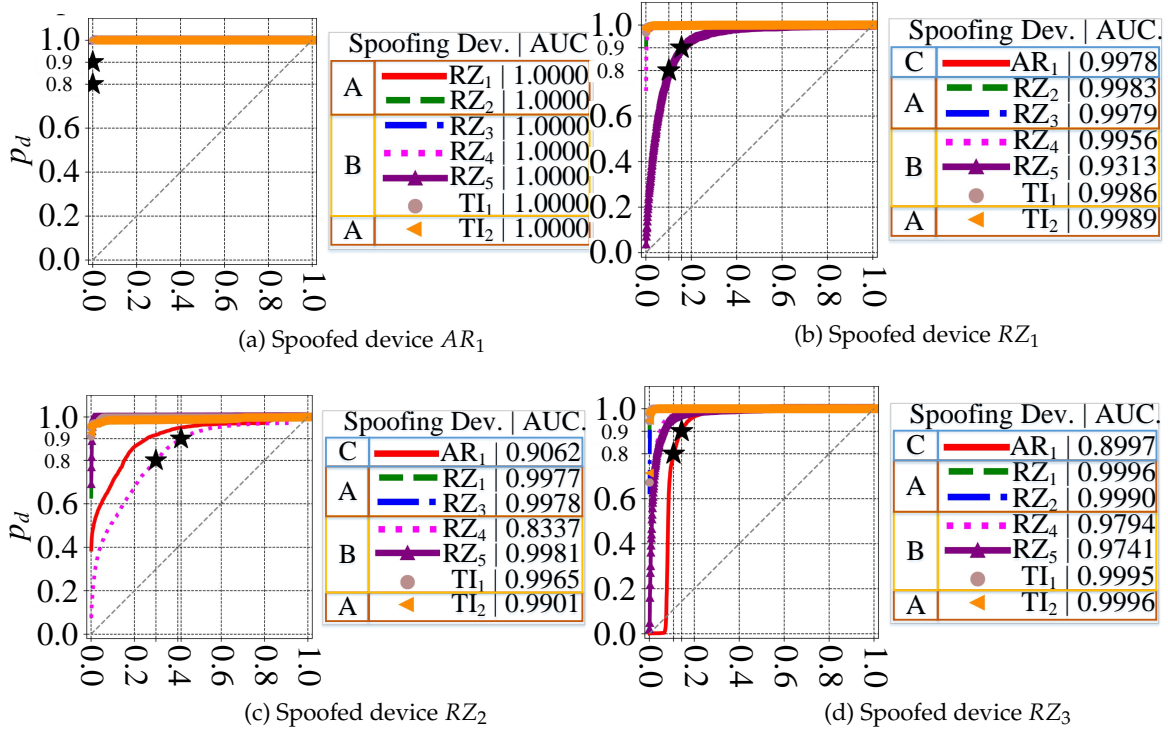 Spoofing Dev. | AUC
A
RZ1 | 1.0000
RZ2 | 1.0000
B
RZ3 | 1.0000
RZ4 | 1.0000
RZ5 | 1.0000
TI1 | 1.0000
A
TI2 | 1.0000
pd
1.0
0.9
0.8
0.6
0.4
0.2
0.0
0.0 0.2 0.4 0.6 0.8 1.0
(a) Spoofed device AR1
Spoofing Dev. | AUC.
C
AR1 | 0.9978
A
RZ2 | 0.9983
RZ3 | 0.9979
B
RZ4 | 0.9956
RZ5 | 0.9313
TI1 | 0.9986
A
TI2 | 0.9989
1.0
0.9
0.8
0.6
0.4
0.2
0.0
0.0 0.2 0.4 0.6 0.8 1.0
(b) Spoofed device RZ1
Spoofing Dev. | AUC.
C
AR1 | 0.9062
A
RZ1 | 0.9977
RZ3 | 0.9978
B
RZ4 | 0.8337
RZ5 | 0.9981
TI1 | 0.9965
A
TI2 | 0.9901
pd
1.0
0.9
0.8
0.6
0.4
0.2
0.0
0.0 0.2 0.4 0.6 0.8 1.0
(c) Spoofed device RZ2
Spoofing Dev. | AUC.
C
AR1 | 0.8997
A
RZ1 | 0.9996
RZ2 | 0.9990
B
RZ4 | 0.9794
RZ5 | 0.9741
TI1 | 0.9995
A
TI2 | 0.9996
1.0
0.9
0.8
0.6
0.4
0.2
0.0
0.0 0.2 0.4 0.6 0.8 1.0
(d) Spoofed device RZ3